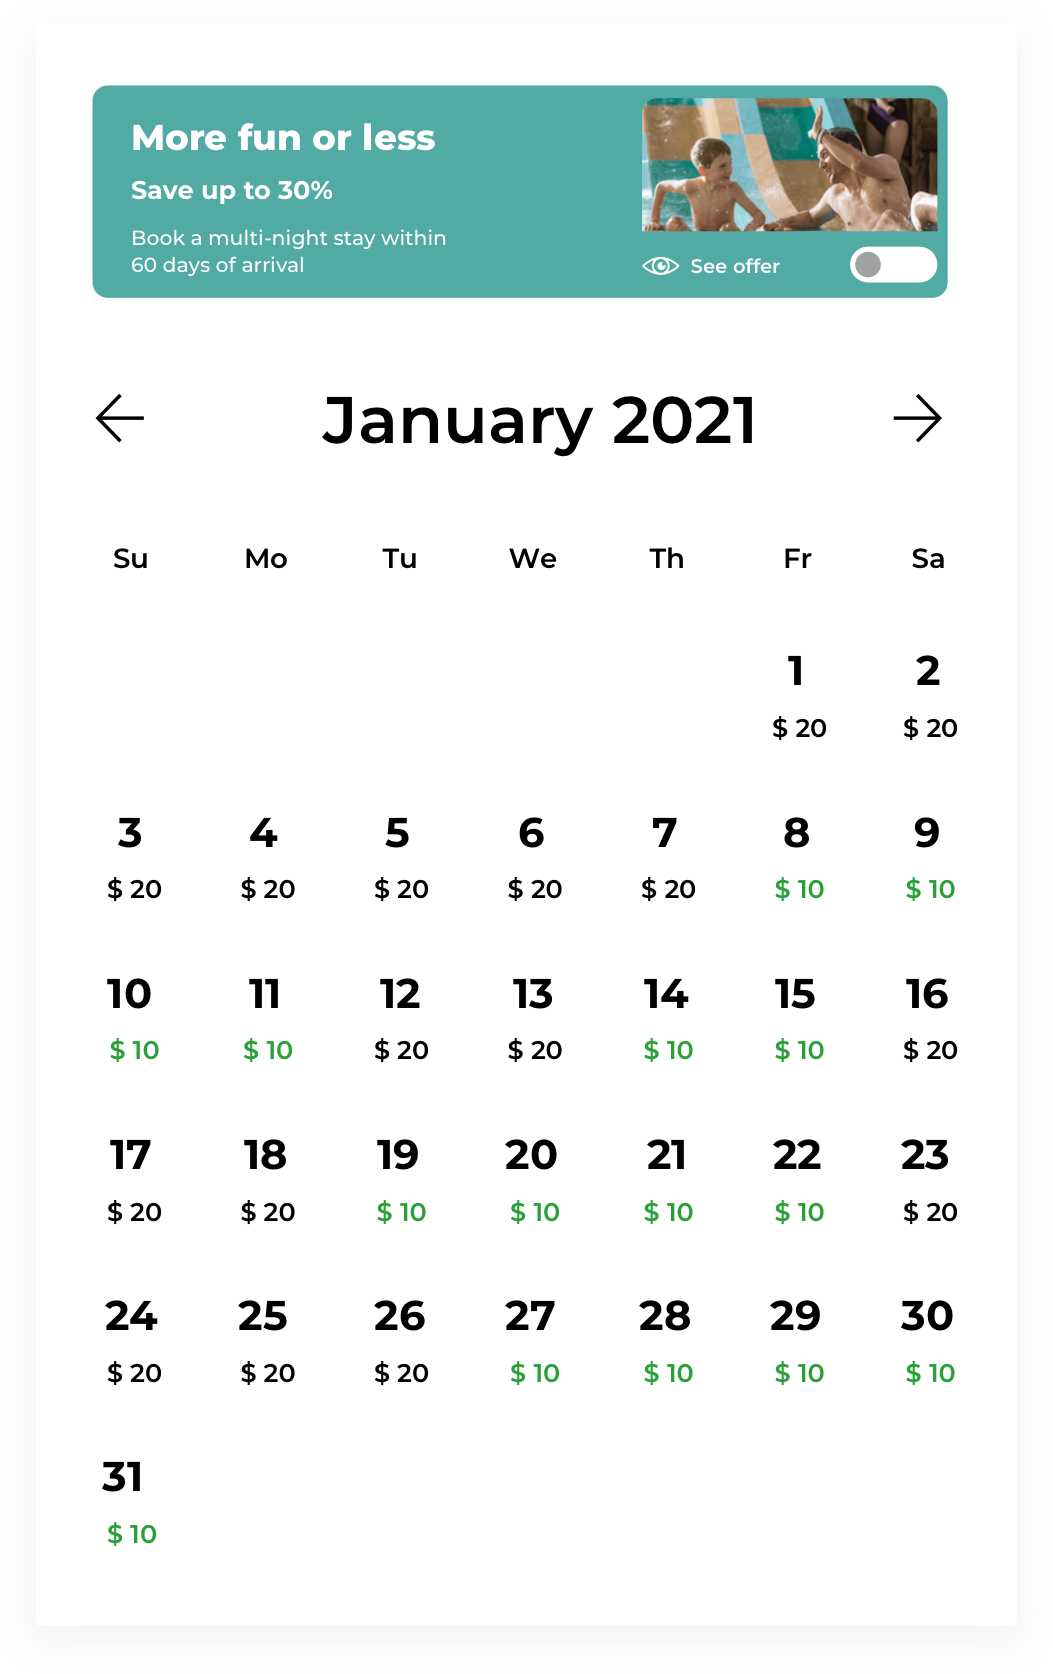 More fun or less
Save up to 30%
Book a multi-night stay within
60 days of arrival
See offer
January 2021
Su Mo Tu We Th Fr Sa
1 2
$ 20 $ 20
3 4 5 6 7 8 9
$ 20 $ 20 $ 20 $ 20 $ 20 $ 10 $ 10
10 11 12 13 14 15 16
$ 10 $ 10 $ 20 $ 20 $ 10 $ 10 $ 20
17 18 19 20 21 22 23
$ 20 $ 20 $ 10 $ 10 $ 10 $ 10 $ 20
24 25 26 27 28 29 30
$ 20 $ 20 $ 20 $ 10 $ 10 $ 10 $ 10
31
$ 10